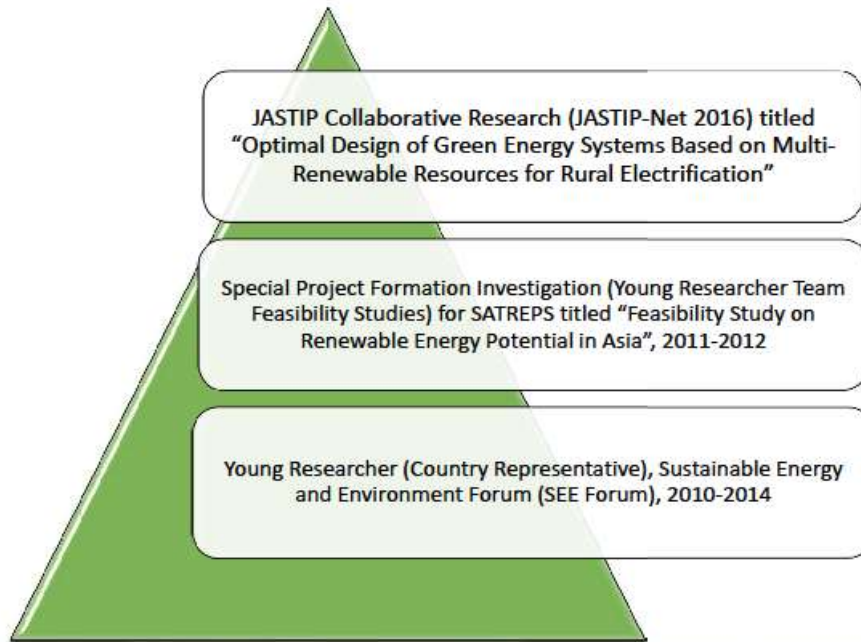 JASTIP Collaborative Research (JASTIP-Net 2016) titled
“Optimal Design of Green Energy Systems Based on Multi-
Renewable Resources for Rural Electrification”
Special Project Formation Investigation (Young Researcher Team
Feasibility Studies) for SATREPS titled “Feasibility Study on
Renewable Energy Potential in Asia”, 2011-2012
Young Researcher (Country Representative), Sustainable Energy
and Environment Forum (SEE Forum), 2010-2014